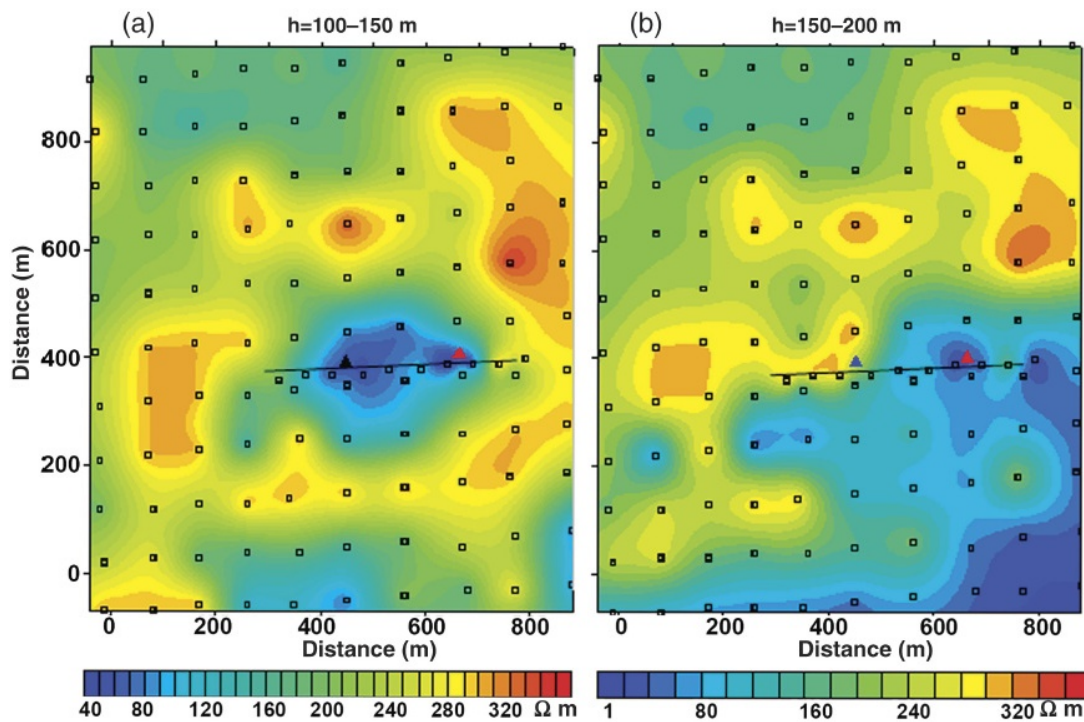 (a) h=100–150 m
(b) h=150–200 m
Distance (m)
800
600
400
200
0
0 200 400 600 800
Distance (m)
0 200 400 600 800
Distance (m)
40 80 120 160 200 240 280 320 Ω m
1 80 160 240 320 Ω m